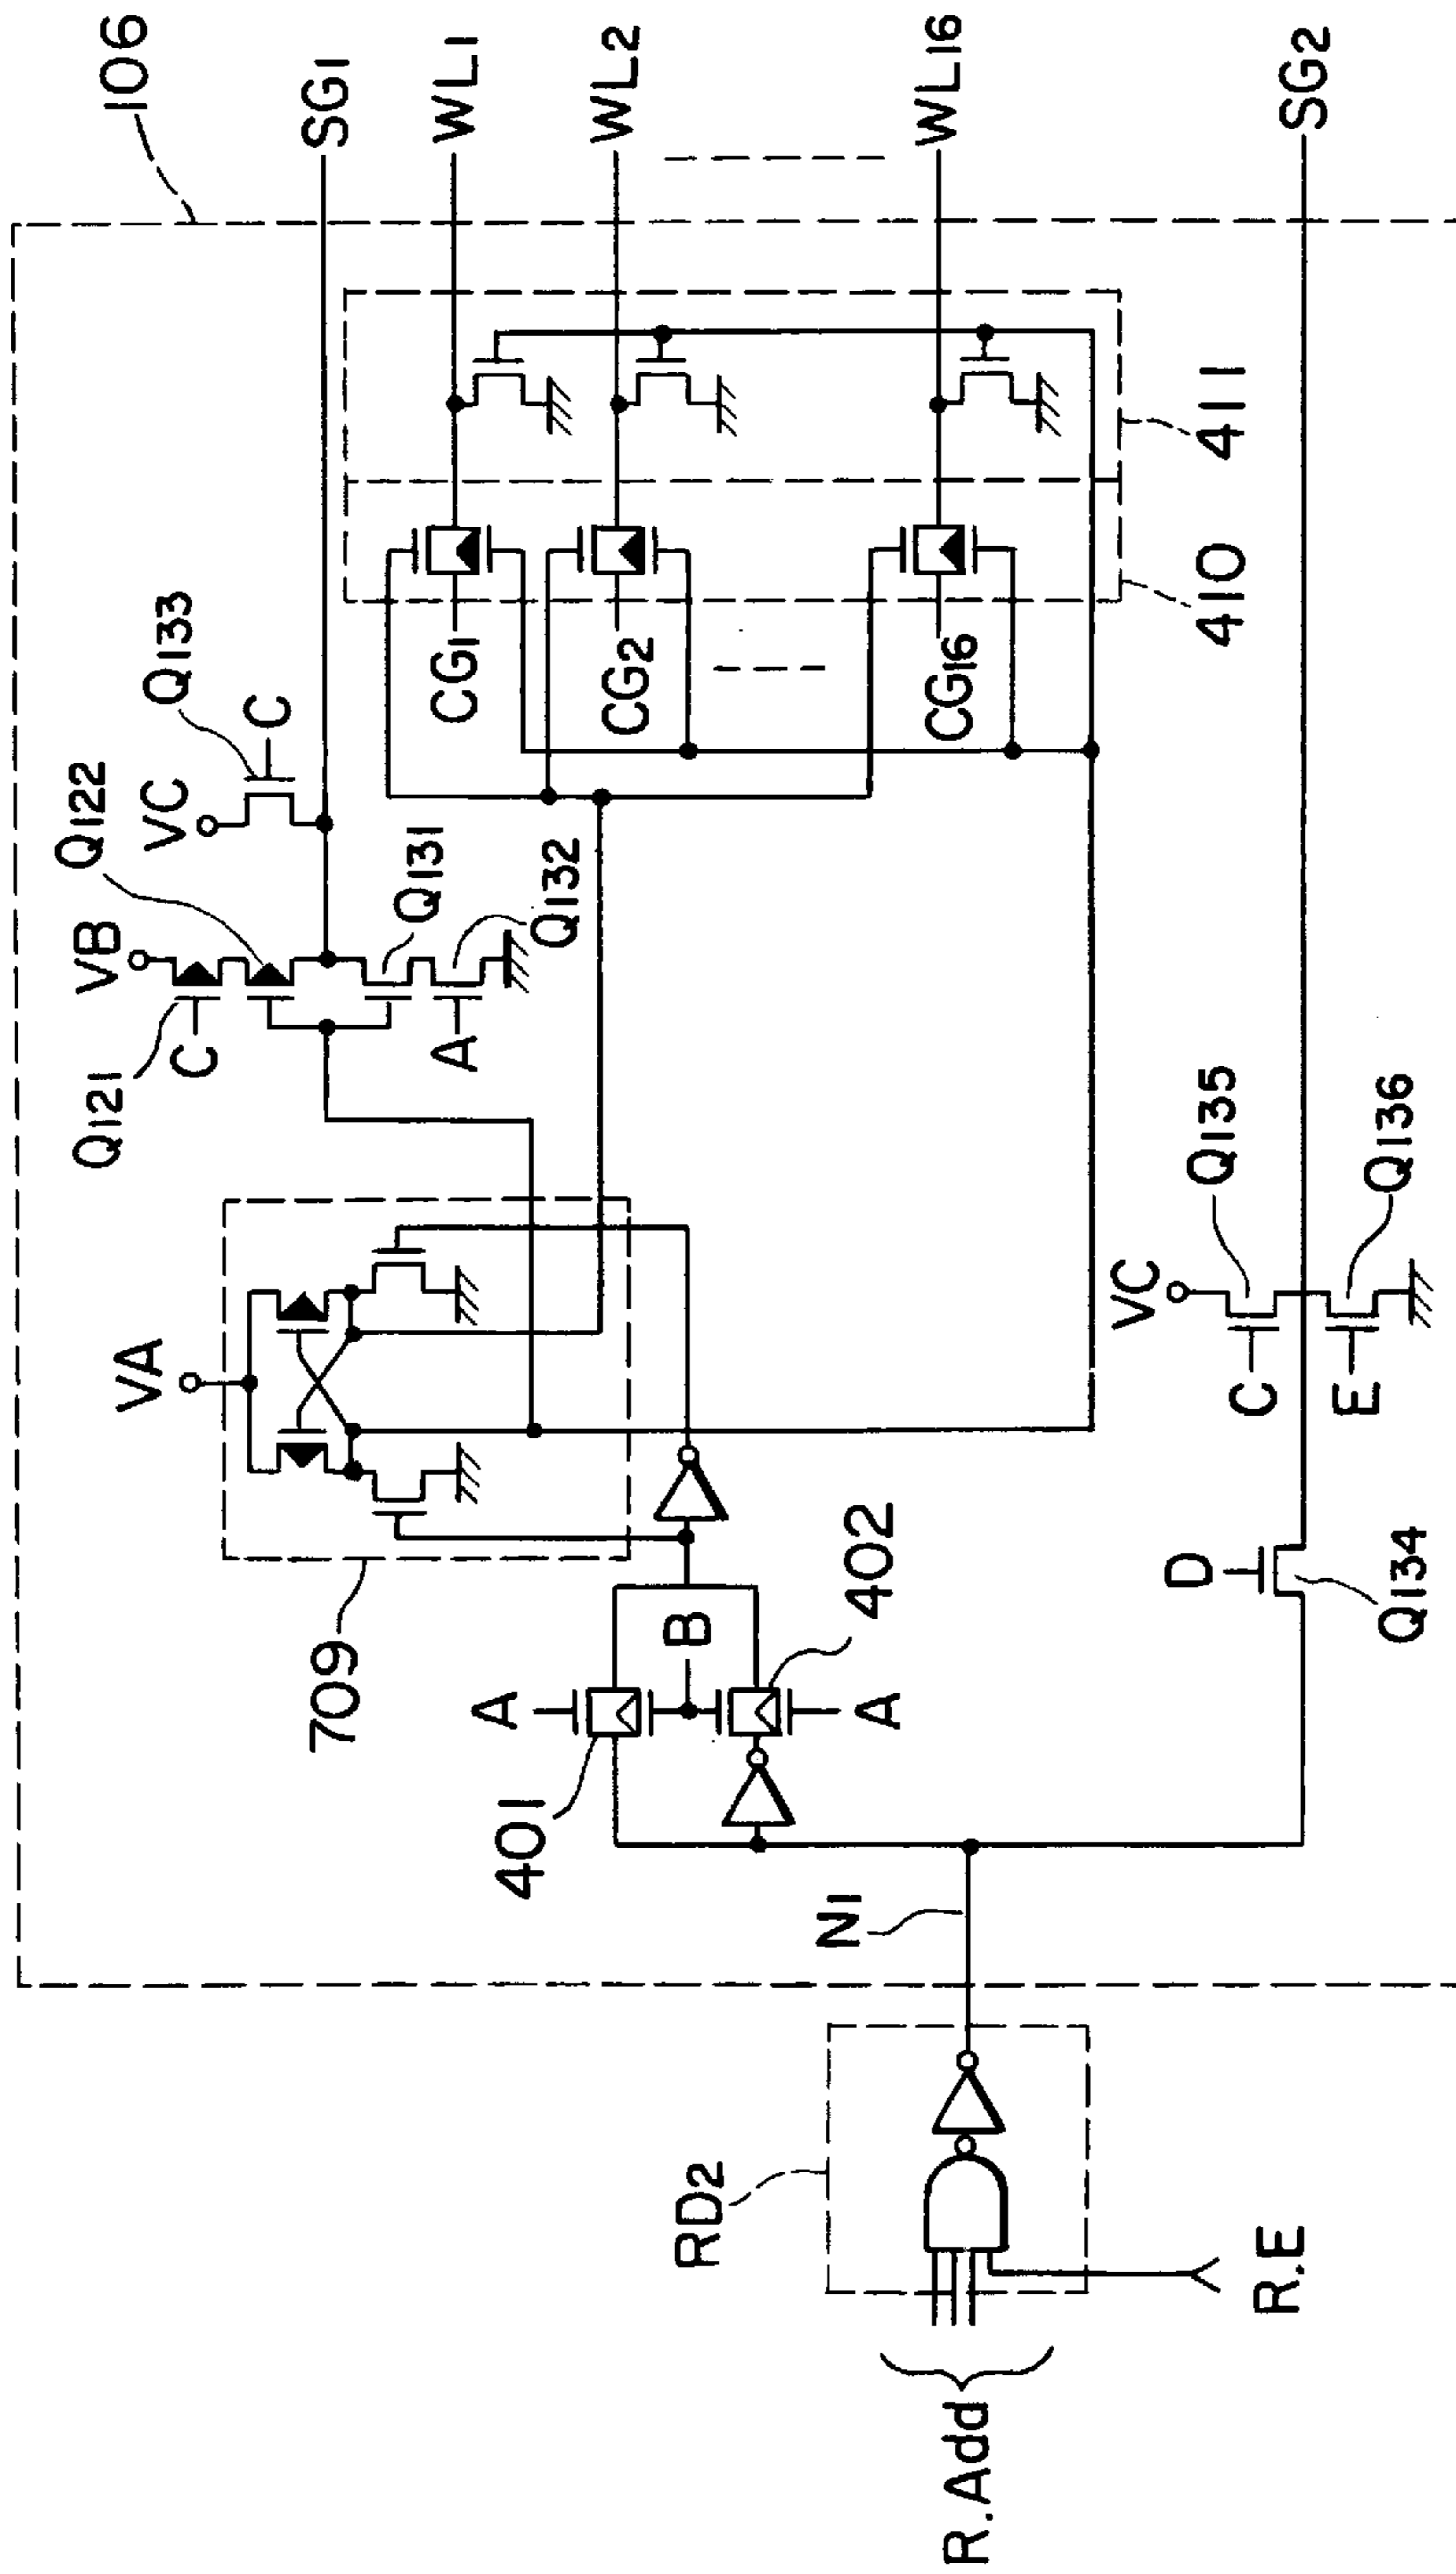 106
SG1
WL1
WL2
WL16
SG2
411
410
Q133
C
VC
Q122
VB
Q121
C
Q131
Q132
A
CG1
CG2
CG16
VA
709
B
A
A
401
402
VC
Q135
C
E
Q136
D
Q134
N1
RD2
R.Add
R.E